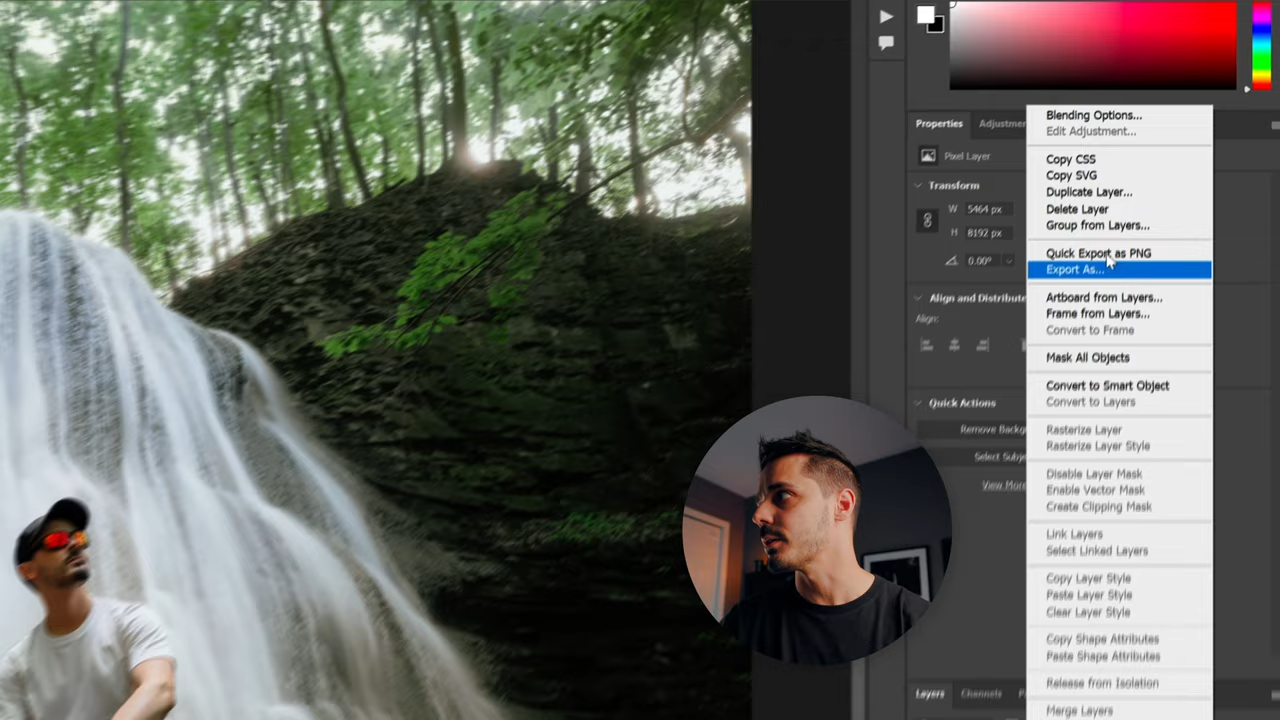 Properties
Adjustmen
Pixel Layer
Transform
W 5464 px
H 8192 px
0.00°
Align and Distribute
Align:
Quick Actions
Remove Backg
Select Subje
View More
Layers
Channels
P
Blending Options...
Edit Adjustment...
Copy CSS
Copy SVG
Duplicate Layer...
Delete Layer
Group from Layers...
Quick Export as PNG
Export As...
Artboard from Layers...
Frame from Layers...
Convert to Frame
Mask All Objects
Convert to Smart Object
Convert to Layers
Rasterize Layer
Rasterize Layer Style
Disable Layer Mask
Enable Vector Mask
Create Clipping Mask
Link Layers
Select Linked Layers
Copy Layer Style
Paste Layer Style
Clear Layer Style
Copy Shape Attributes
Paste Shape Attributes
Release from Isolation
Merge Layers